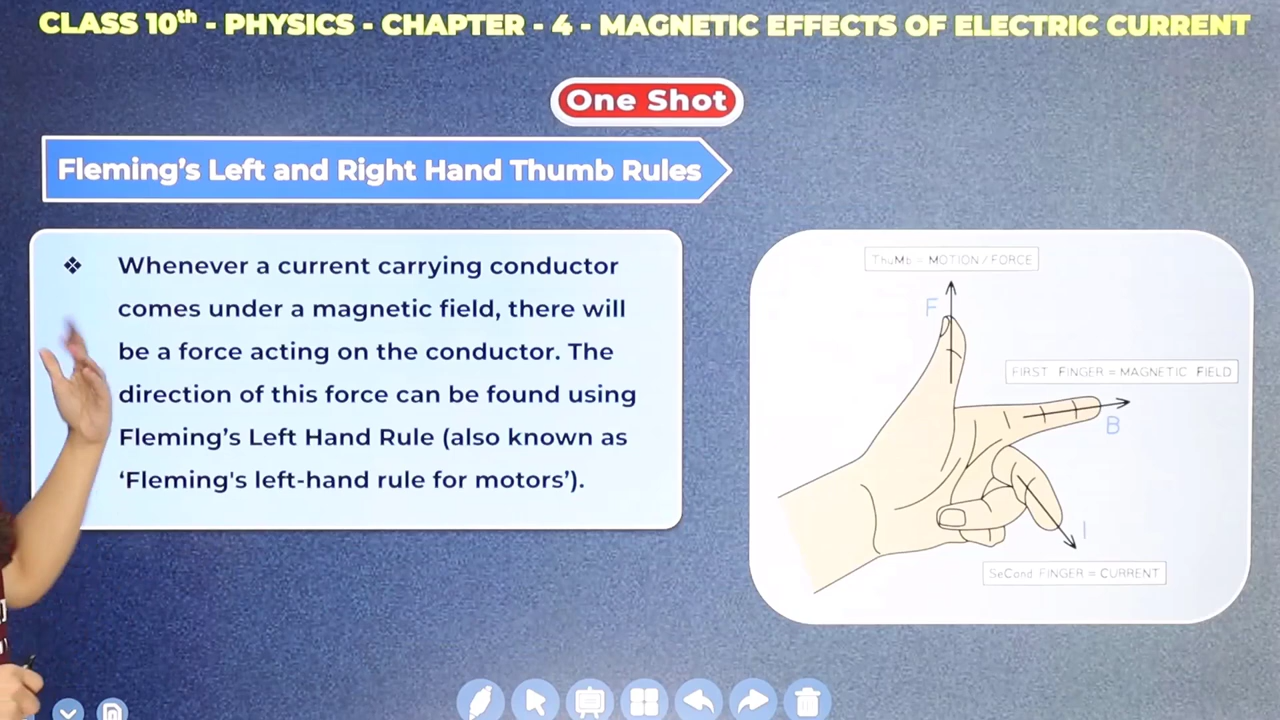 CLASS 10th - PHYSICS - CHAPTER - 4 - MAGNETIC EFFECTS OF ELECTRIC CURRENT
One Shot
Fleming's Left and Right Hand Thumb Rules
❖ Whenever a current carrying conductor
comes under a magnetic field, there will
be a force acting on the conductor. The
direction of this force can be found using
Fleming's Left Hand Rule (also known as
‘Fleming's left-hand rule for motors’).
ThuMb = MOTION / FORCE
F
FIRST FINGER = MAGNETIC FIELD
B
I
SeCond FINGER = CURRENT